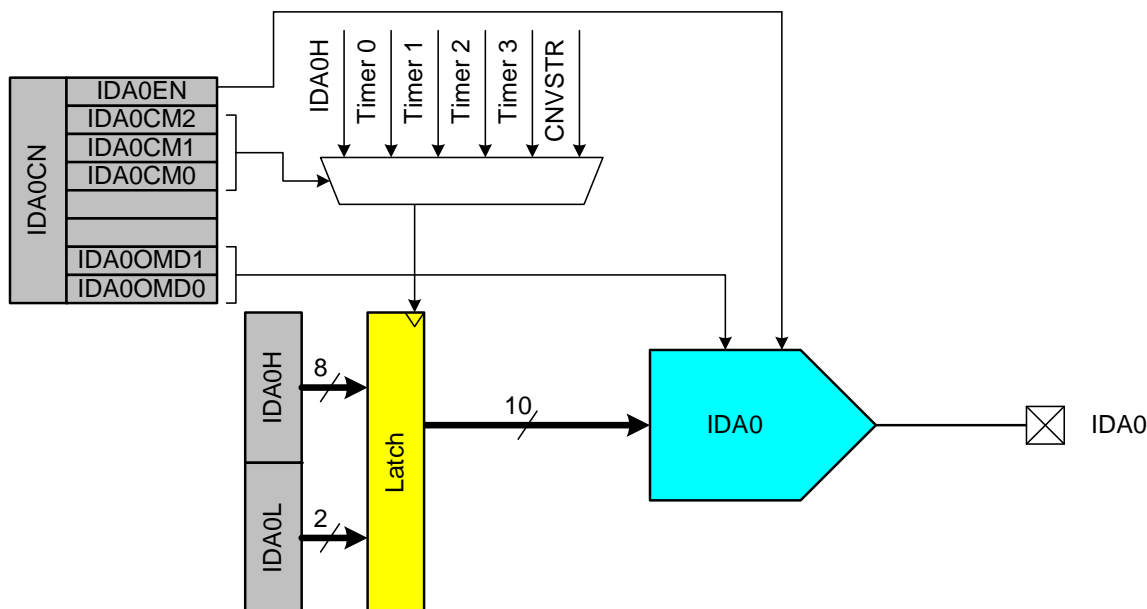 IDA0H
Timer 0
Timer 1
Timer 2
Timer 3
CNVSTR
IDA0CN
IDA0EN
IDA0CM2
IDA0CM1
IDA0CM0
IDA0OMD1
IDA0OMD0
IDA0H
8
IDA0L
2
Latch
10
IDA0
IDA0